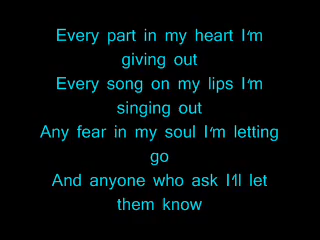 Every part in my heart I'm
giving out
Every song on my lips I'm
singing out
Any fear in my soul I'm letting
go
And anyone who ask I'll let
them know